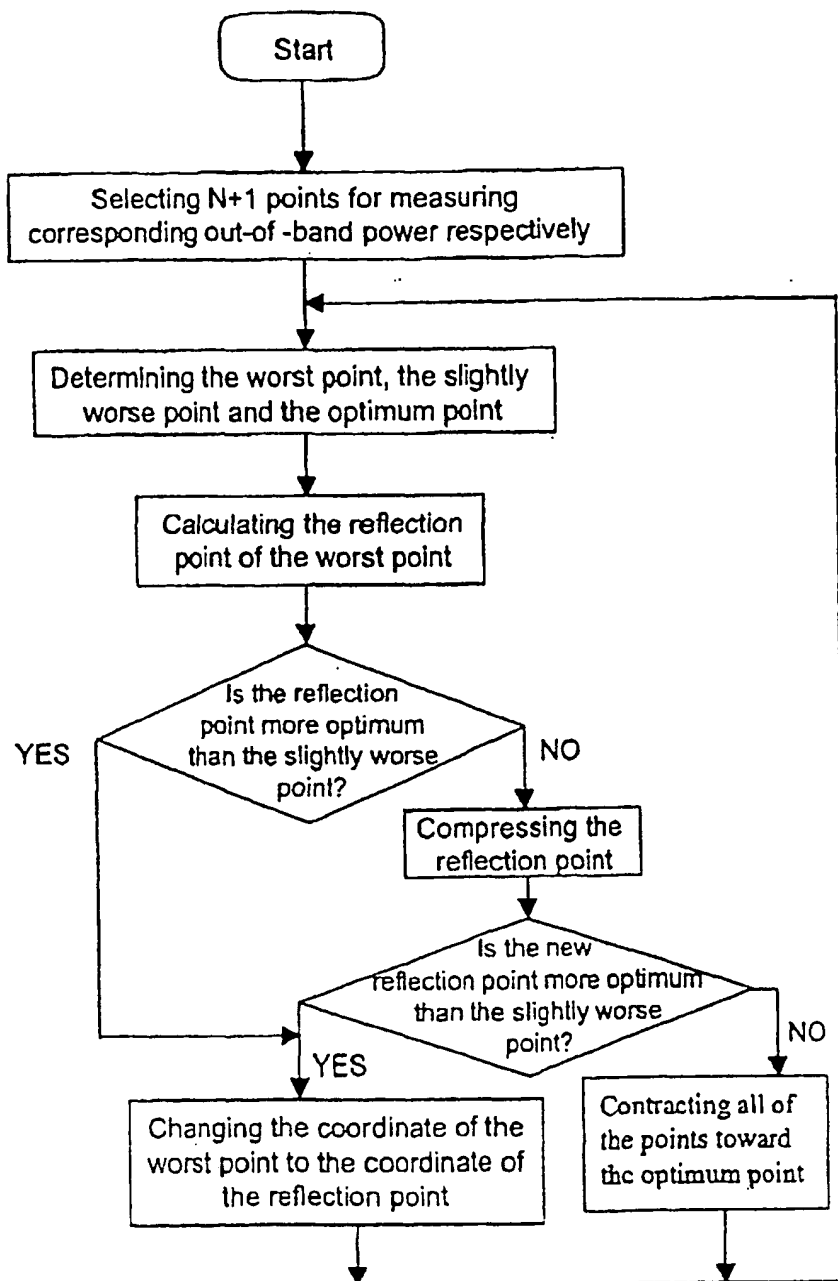 Start
Selecting N+1 points for measuring
corresponding out-of -band power respectively
Determining the worst point, the slightly
worse point and the optimum point
Calculating the reflection
point of the worst point
Is the reflection
point more optimum
than the slightly worse
point?
YES
NO
Compressing the
reflection point
Is the new
reflection point more optimum
than the slightly worse
point?
YES
NO
Changing the coordinate of the
worst point to the coordinate of
the reflection point
Contracting all of
the points toward
the optimum point